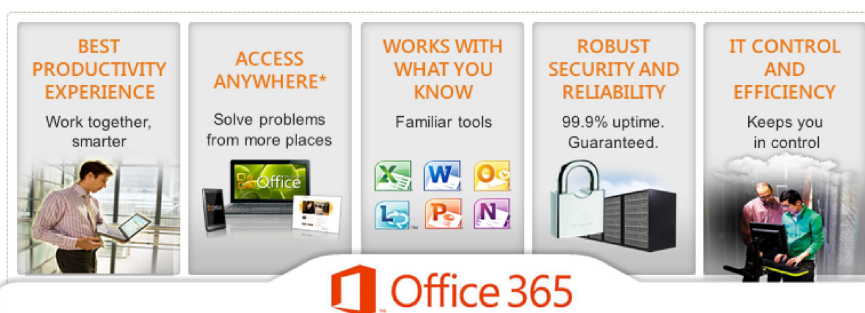 BEST
PRODUCTIVITY
EXPERIENCE
Work together,
smarter
ACCESS
ANYWHERE*
Solve problems
from more places
Office
WORKS WITH
WHAT YOU
KNOW
Familiar tools
X W O
L P N
ROBUST
SECURITY AND
RELIABILITY
99.9% uptime.
Guaranteed.
IT CONTROL
AND
EFFICIENCY
Keeps you
in control
Office 365